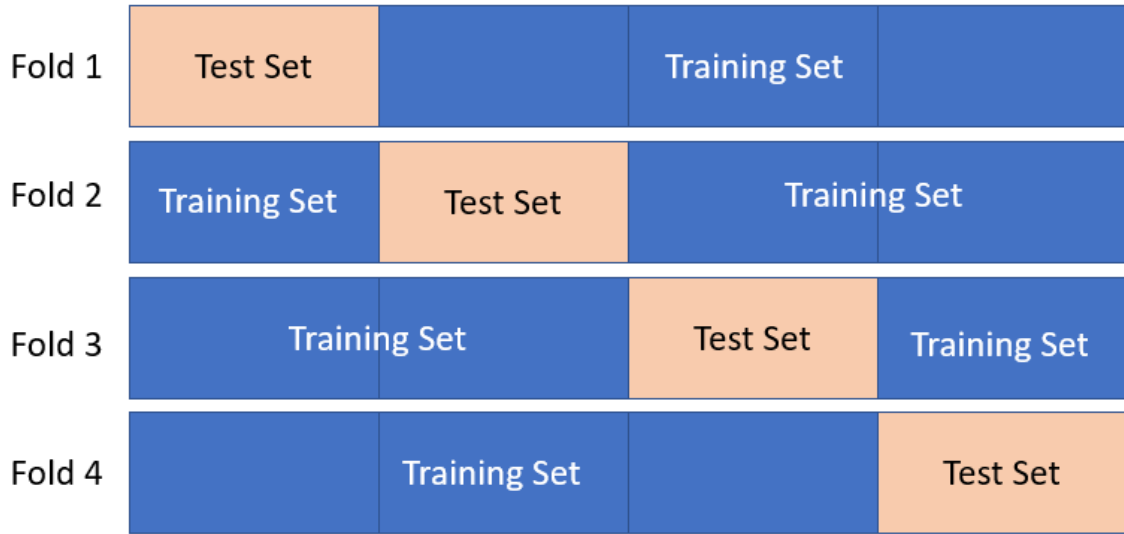 Fold 1
Test Set
Training Set
Fold 2
Training Set
Test Set
Training Set
Fold 3
Training Set
Test Set
Training Set
Fold 4
Training Set
Test Set